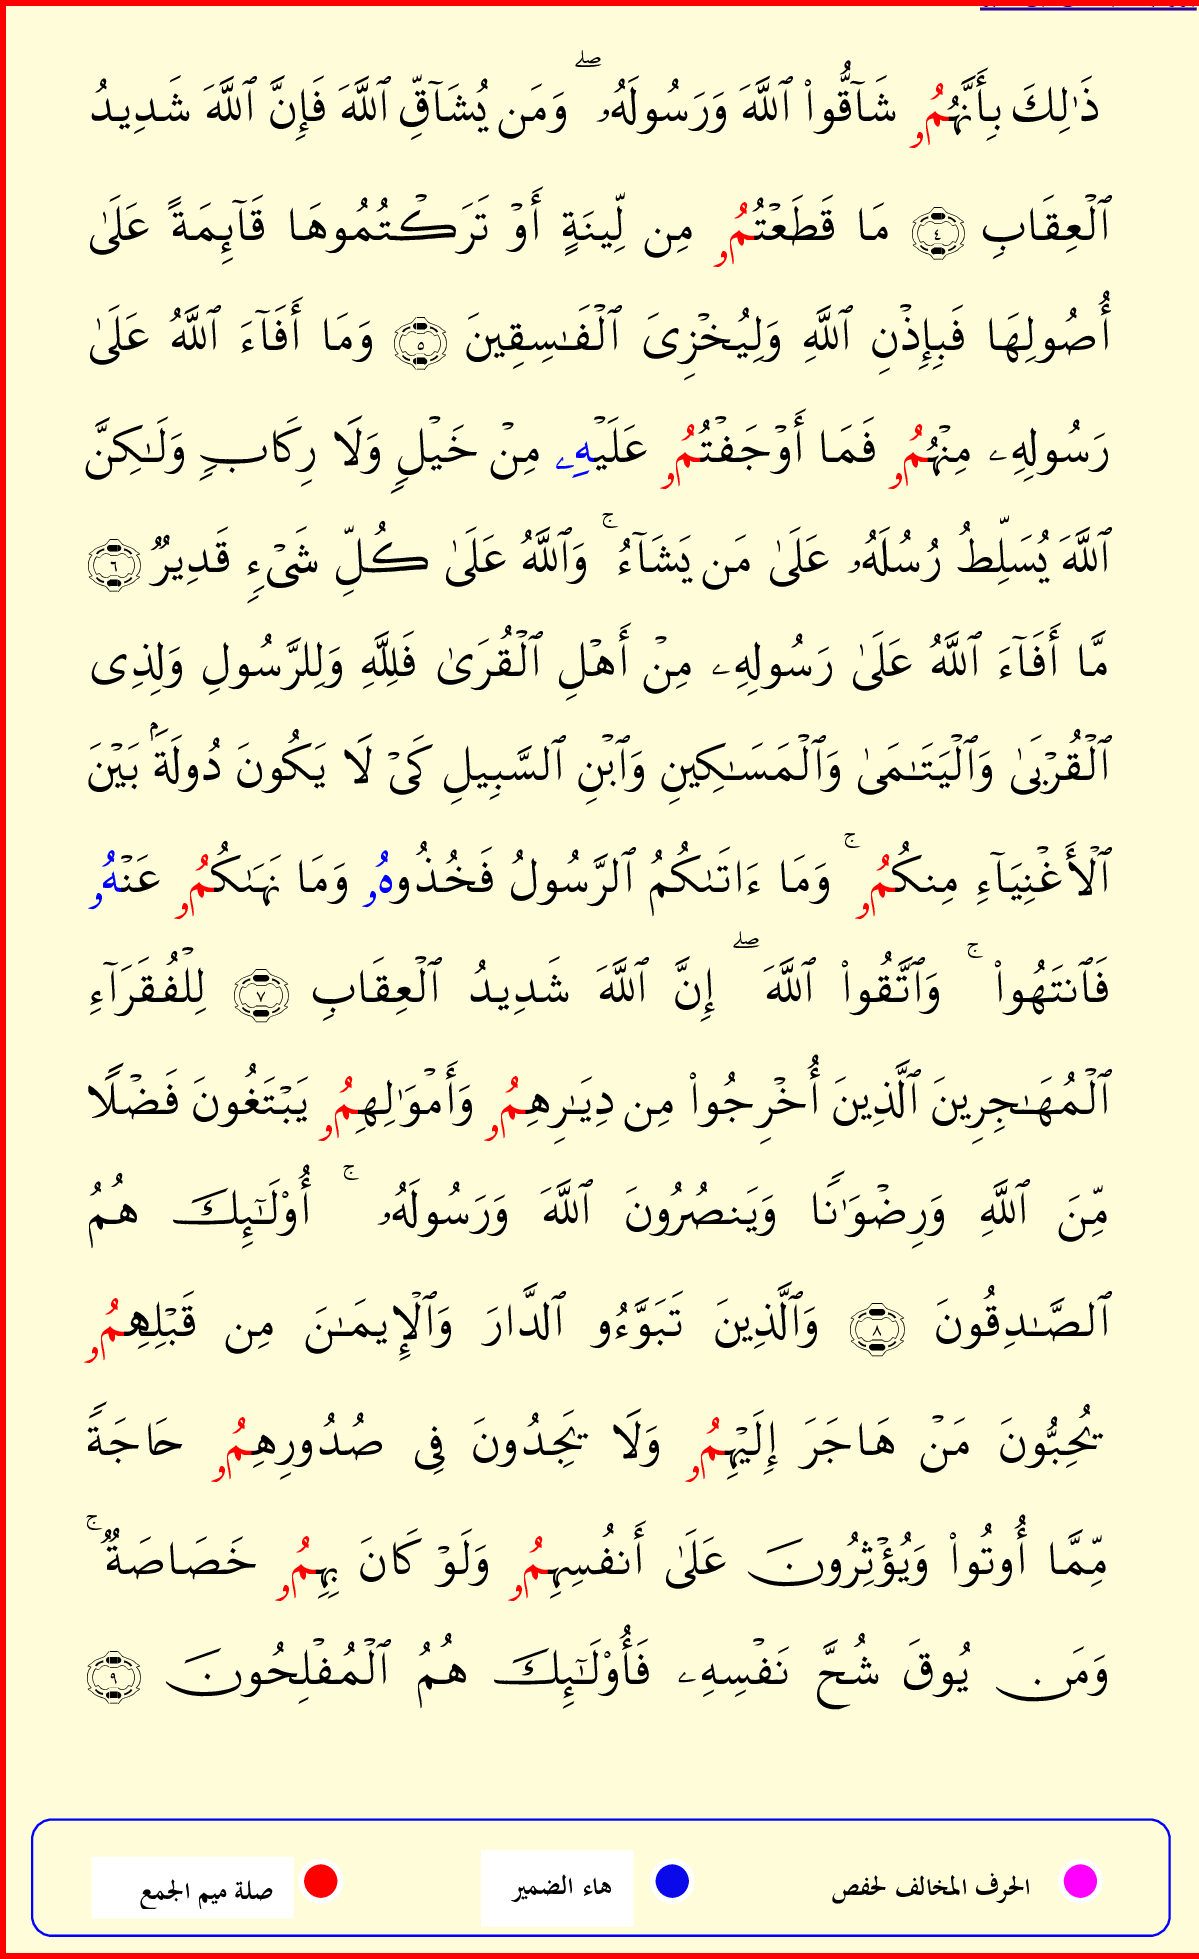 ذَٰلِكَ بِأَنَّهُمُۥ شَآقُّواْ ٱللَّهَ وَرَسُولَهُۥ ۖ وَمَن يُشَآقِّ ٱللَّهَ فَإِنَّ ٱللَّهَ شَدِيدُ
ٱلْعِقَابِ ٤ مَا قَطَعْتُمُۥ مِن لِّينَةٍ أَوْ تَرَكْتُمُوهَا قَآئِمَةً عَلَىٰ
أُصُولِهَا فَبِإِذْنِ ٱللَّهِ وَلِيُخْزِىَ ٱلْفَـٰسِقِينَ ٥ وَمَا أَفَآءَ ٱللَّهُ عَلَىٰ
رَسُولِهِۦ مِنْهُمُۥ فَمَا أَوْجَفْتُمُۥ عَلَيْهِۦ مِنْ خَيْلٍ وَلَا رِكَابٍ وَلَـٰكِنَّ
ٱللَّهَ يُسَلِّطُ رُسُلَهُۥ عَلَىٰ مَن يَشَآءُ ۚ وَٱللَّهُ عَلَىٰ كُلِّ شَىْءٍ قَدِيرٌ ٦
مَّا أَفَآءَ ٱللَّهُ عَلَىٰ رَسُولِهِۦ مِنْ أَهْلِ ٱلْقُرَىٰ فَلِلَّهِ وَلِلرَّسُولِ وَلِذِى
ٱلْقُرْبَىٰ وَٱلْيَتَـٰمَىٰ وَٱلْمَسَـٰكِينِ وَٱبْنِ ٱلسَّبِيلِ كَىْ لَا يَكُونَ دُولَةَۢ بَيْنَ
ٱلْأَغْنِيَآءِ مِنكُمُۥ ۚ وَمَا ءَاتَىٰكُمُ ٱلرَّسُولُ فَخُذُوهُۥ وَمَا نَهَىٰكُمُۥ عَنْهُۥ
فَٱنتَهُواْ ۚ وَٱتَّقُواْ ٱللَّهَ ۖ إِنَّ ٱللَّهَ شَدِيدُ ٱلْعِقَابِ ٧ لِلْفُقَرَآءِ
ٱلْمُهَـٰجِرِينَ ٱلَّذِينَ أُخْرِجُواْ مِن دِيَـٰرِهِمُۥ وَأَمْوَٰلِهِمُۥ يَبْتَغُونَ فَضْلًا
مِّنَ ٱللَّهِ وَرِضْوَٰنًا وَيَنصُرُونَ ٱللَّهَ وَرَسُولَهُۥ ۚ أُوْلَـٰٓئِكَ هُمُ
ٱلصَّـٰدِقُونَ ٨ وَٱلَّذِينَ تَبَوَّءُو ٱلدَّارَ وَٱلْإِيمَـٰنَ مِن قَبْلِهِمُۥ
يُحِبُّونَ مَنْ هَاجَرَ إِلَيْهِمُۥ وَلَا يَجِدُونَ فِى صُدُورِهِمُۥ حَاجَةً
مِّمَّا أُوتُواْ وَيُؤْثِرُونَ عَلَىٰ أَنفُسِهِمُۥ وَلَوْ كَانَ بِهِمُۥ خَصَاصَةٌ ۚ
وَمَن يُوقَ شُحَّ نَفْسِهِۦ فَأُوْلَـٰٓئِكَ هُمُ ٱلْمُفْلِحُونَ ٩
الحرف المخالف لحفص هاء الضمير صلة ميم الجمع